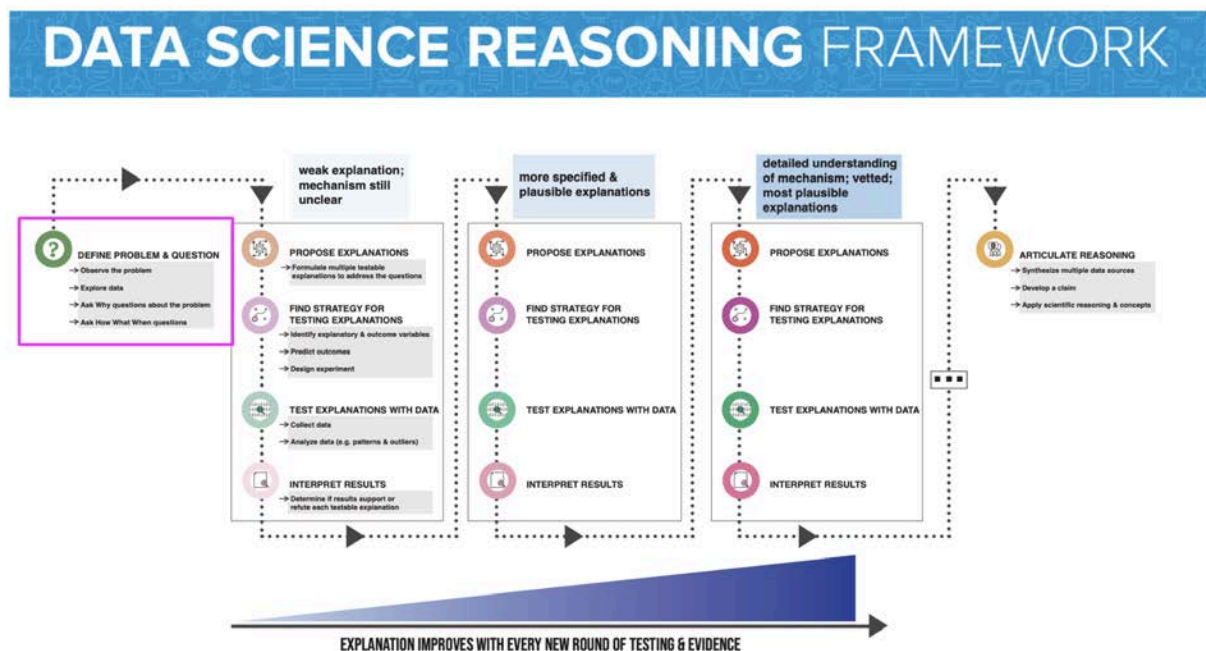 DATA SCIENCE REASONING FRAMEWORK
weak explanation;
mechanism still
unclear
more specified &
plausible explanations
detailed understanding
of mechanism; vetted;
most plausible
explanations
?
DEFINE PROBLEM & QUESTION
→ Observe the problem
→ Explore data
→ Ask Why questions about the problem
→ Ask How What When questions
PROPOSE EXPLANATIONS
→ Formulate multiple testable
explanations to address the questions
FIND STRATEGY FOR
TESTING EXPLANATIONS
→ Identify explanatory & outcome variables
→ Predict outcomes
→ Design experiment
TEST EXPLANATIONS WITH DATA
→ Collect data
→ Analyze data (e.g. patterns & outliers)
INTERPRET RESULTS
→ Determine if results support or
refute each testable explanation
PROPOSE EXPLANATIONS
FIND STRATEGY FOR
TESTING EXPLANATIONS
TEST EXPLANATIONS WITH DATA
INTERPRET RESULTS
PROPOSE EXPLANATIONS
FIND STRATEGY FOR
TESTING EXPLANATIONS
TEST EXPLANATIONS WITH DATA
INTERPRET RESULTS
ARTICULATE REASONING
→ Synthesize multiple data sources
→ Develop a claim
→ Apply scientific reasoning & concepts
EXPLANATION IMPROVES WITH EVERY NEW ROUND OF TESTING & EVIDENCE